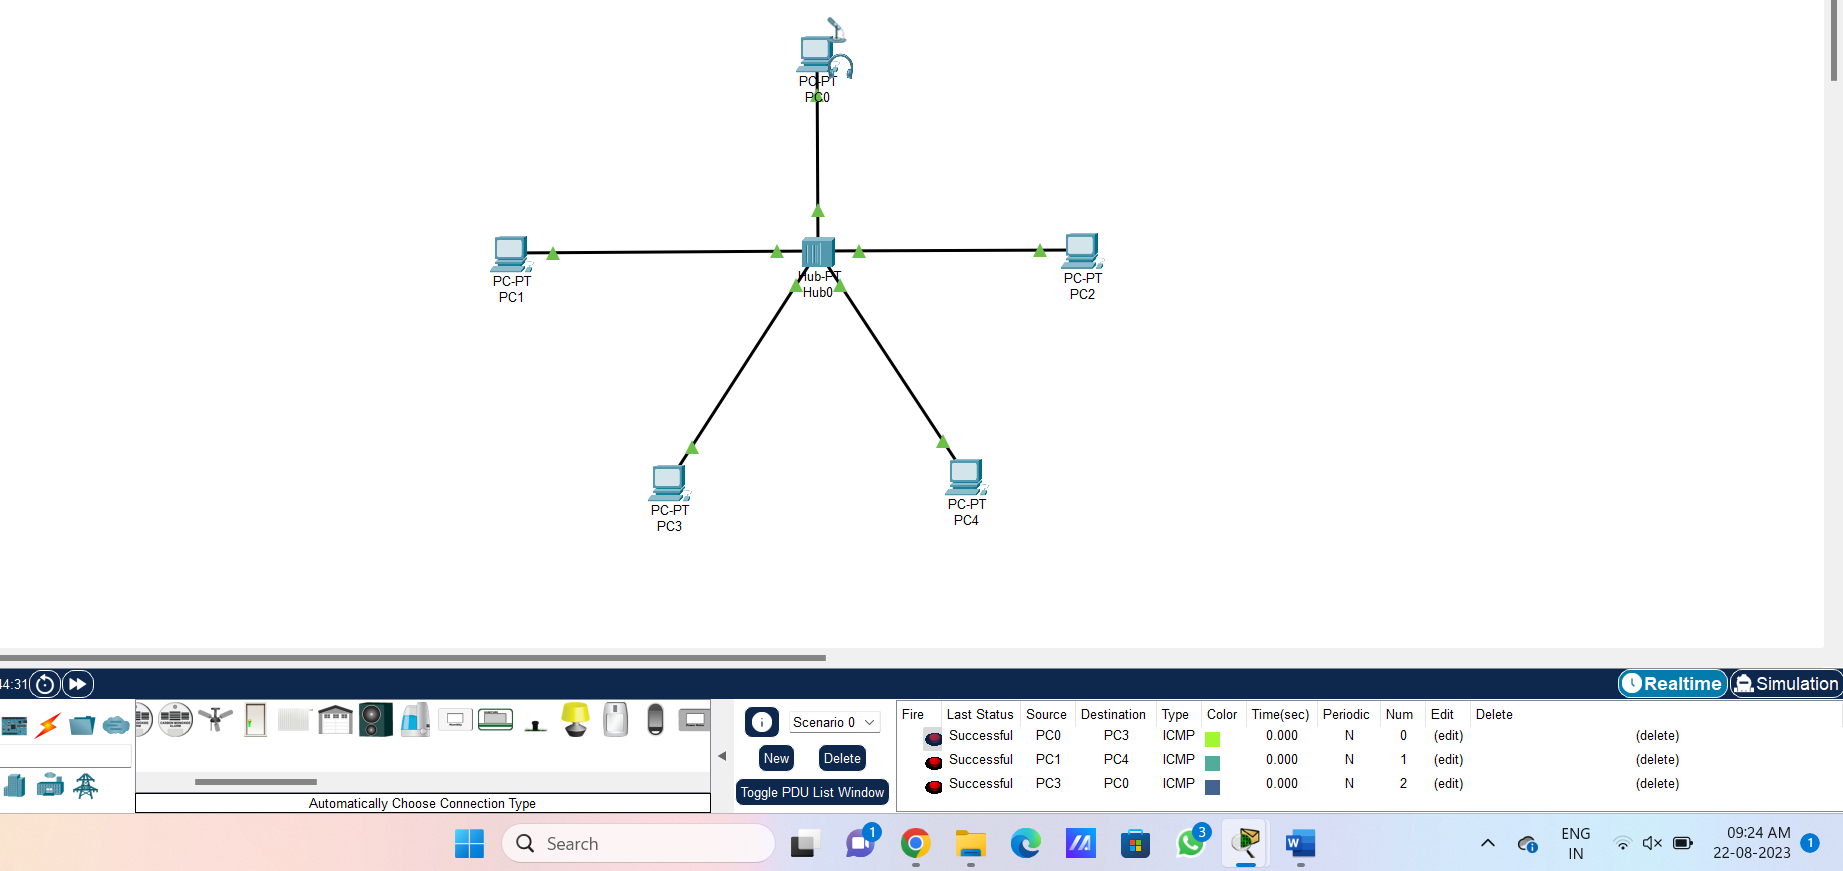 PC-PT
PC0
PC-PT
PC1
Hub-PT
Hub0
PC-PT
PC2
PC-PT
PC3
PC-PT
PC4
4:31
Realtime
Simulation
Scenario 0
New
Delete
Toggle PDU List Window
Automatically Choose Connection Type
Fire Last Status Source Destination Type Color Time(sec) Periodic Num Edit Delete
Successful PC0 PC3 ICMP 0.000 N 0 (edit) (delete)
Successful PC1 PC4 ICMP 0.000 N 1 (edit) (delete)
Successful PC3 PC0 ICMP 0.000 N 2 (edit) (delete)
Search
1
3
W
ENG
IN
09:24 AM
22-08-2023
1